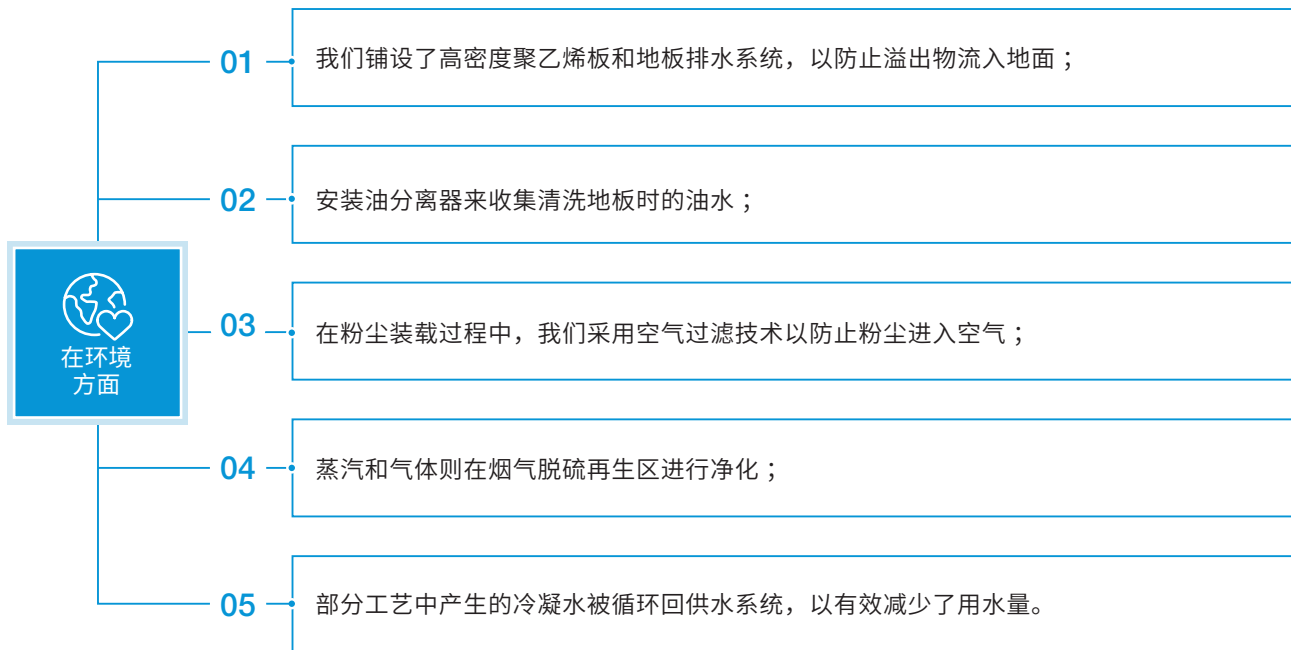 01
我们铺设了高密度聚乙烯板和地板排水系统，以防止溢出物流入地面；
02
安装油分离器来收集清洗地板时的油水；
在环境
方面
03
在粉尘装载过程中，我们采用空气过滤技术以防止粉尘进入空气；
04
蒸汽和气体则在烟气脱硫再生区进行净化；
05
部分工艺中产生的冷凝水被循环回供水系统，以有效减少了用水量。